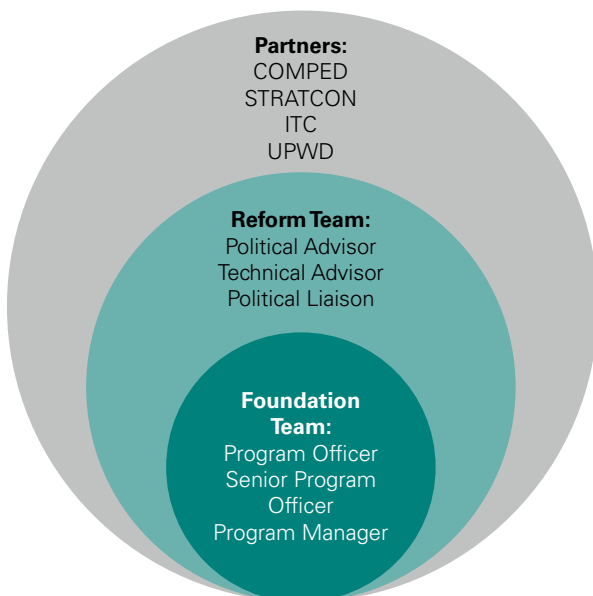 Partners:
COMPED
STRATCON
ITC
UPWD
Reform Team:
Political Advisor
Technical Advisor
Political Liaison
Foundation
Team:
Program Officer
Senior Program
Officer
Program Manager